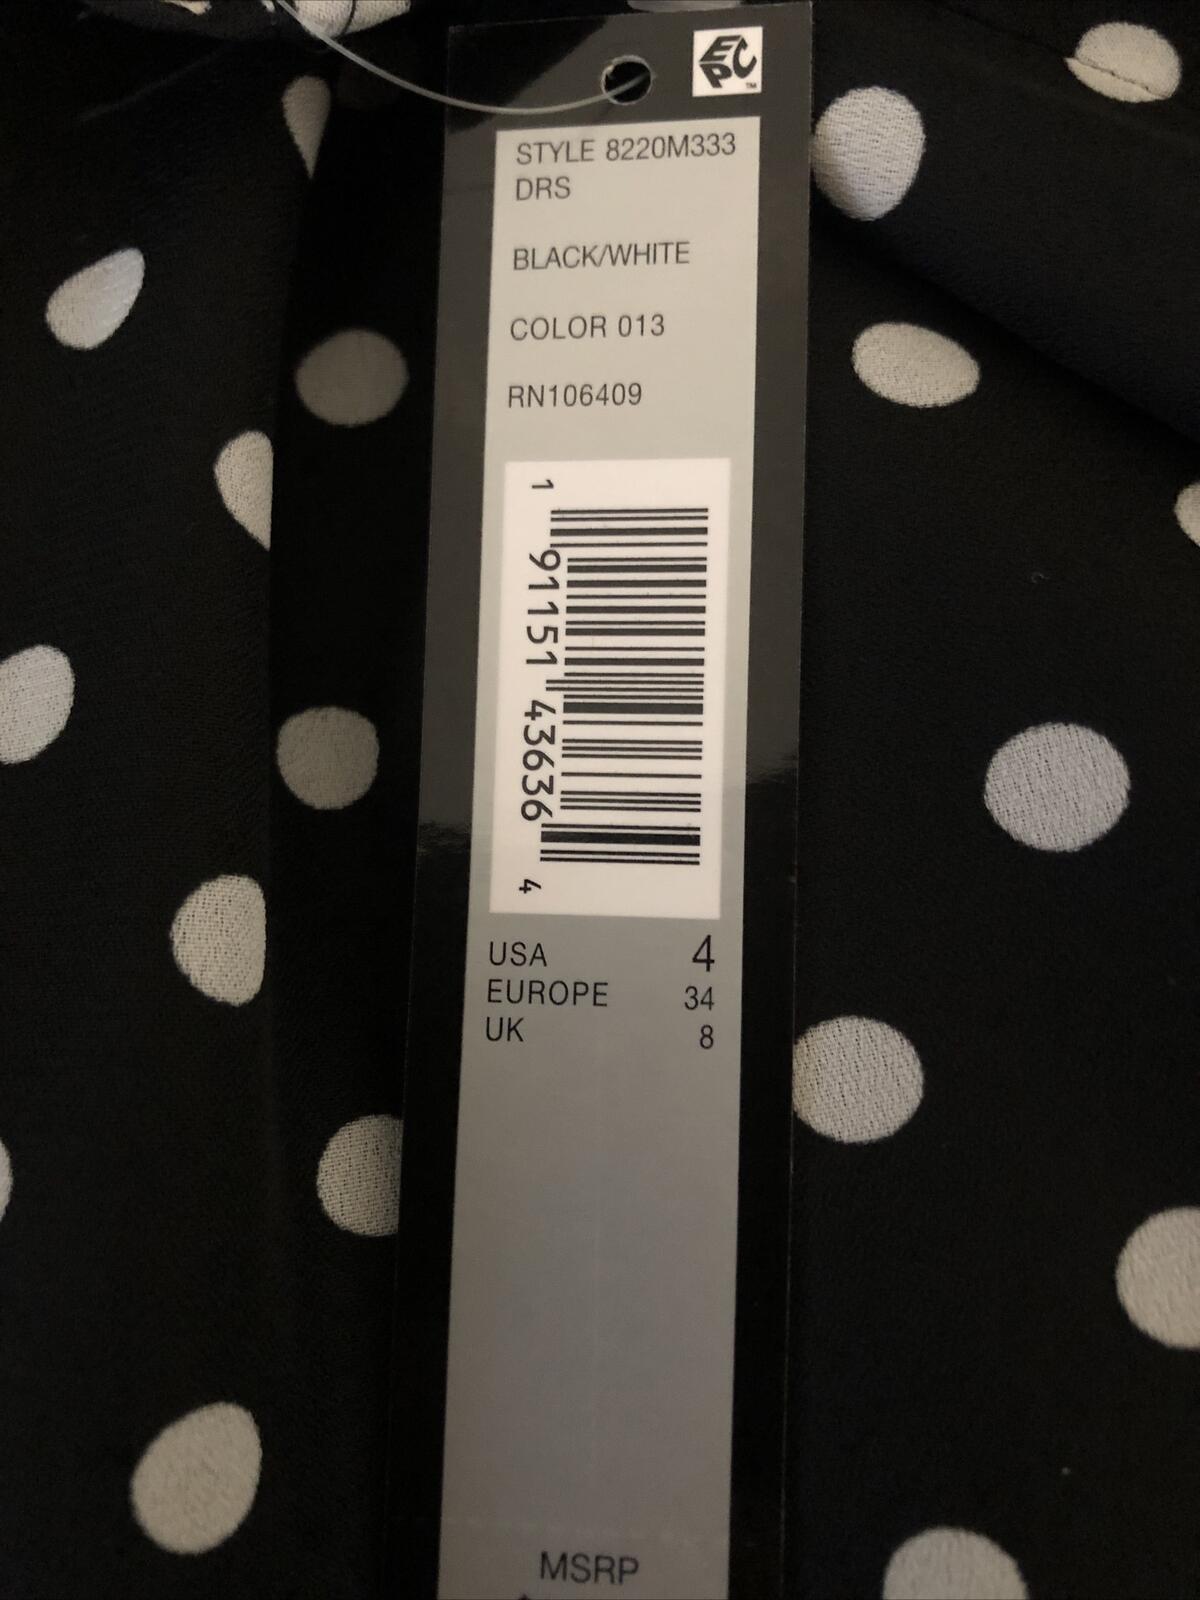 EPC
TM
STYLE 8220M333
DRS
BLACK/WHITE
COLOR 013
RN106409
1 91151 43636 4
USA 4
EUROPE 34
UK 8
MSRP